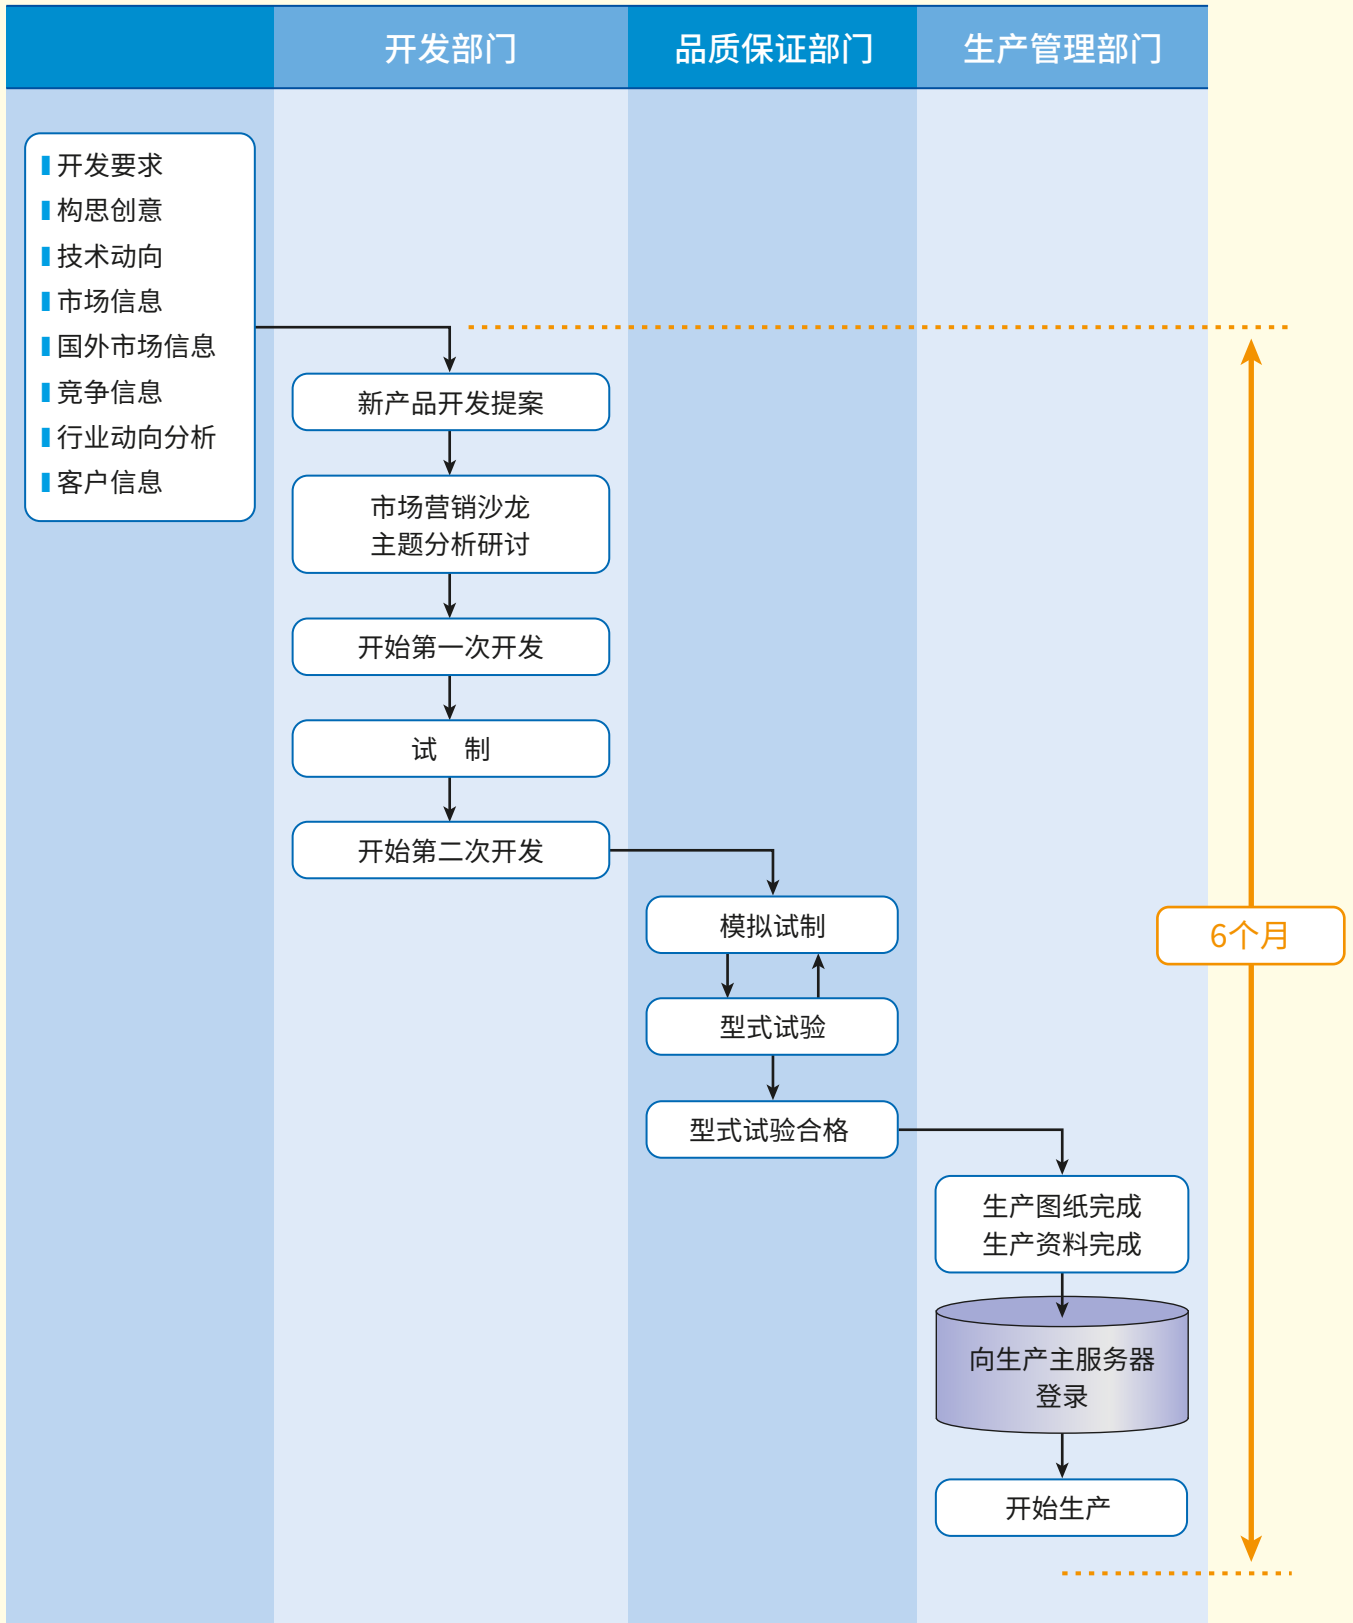 开发部门
品质保证部门
生产管理部门
开发要求
构思创意
技术动向
市场信息
国外市场信息
竞争信息
行业动向分析
客户信息
新产品开发提案
市场营销沙龙
主题分析研讨
开始第一次开发
试　制
开始第二次开发
模拟试制
型式试验
型式试验合格
生产图纸完成
生产资料完成
向生产主服务器
登录
开始生产
6个月